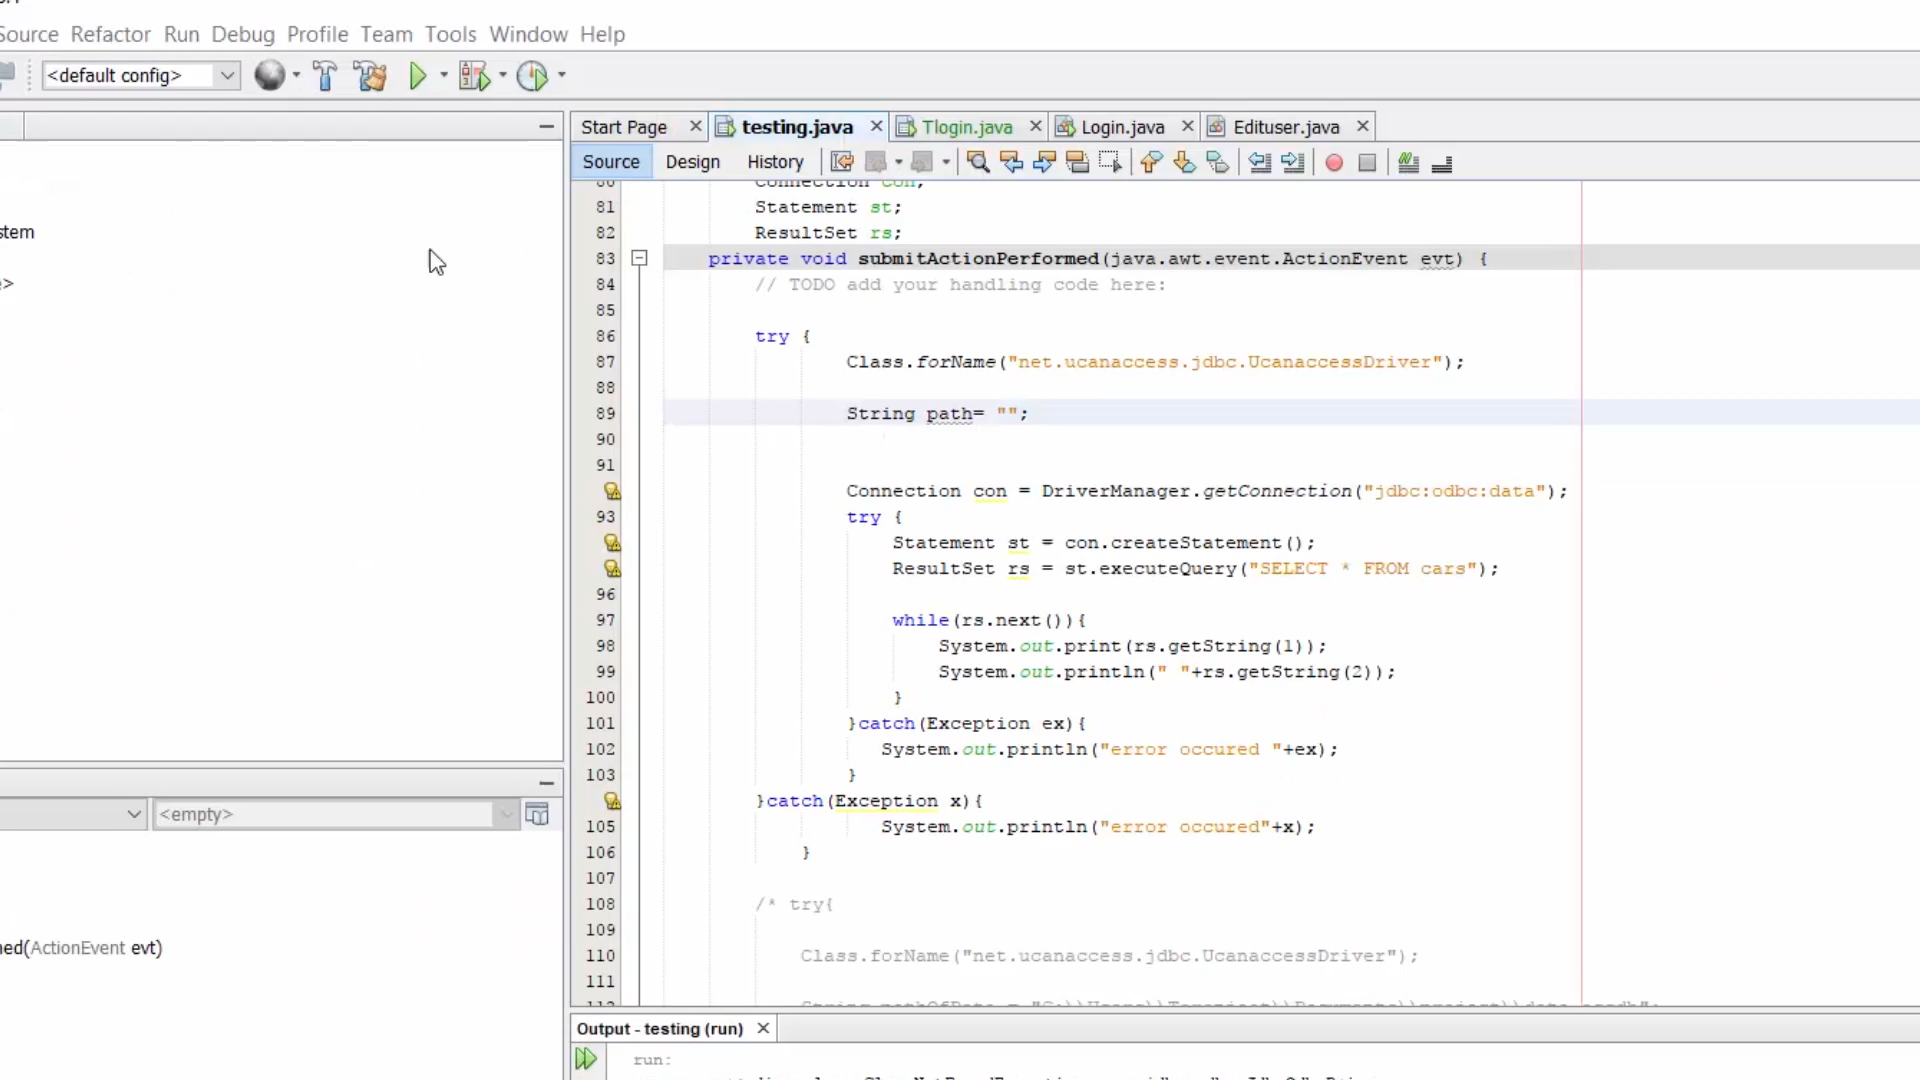 Source Refactor Run Debug Profile Team Tools Window Help
<default config>
Start Page testing.java Tlogin.java Login.java Edituser.java
Source Design History
stem
>
80 Connection con;
81 Statement st;
82 ResultSet rs;
83 private void submitActionPerformed(java.awt.event.ActionEvent evt) {
84 // TODO add your handling code here:
85
86 try {
87 Class.forName("net.ucanaccess.jdbc.UcanaccessDriver");
88
89 String path= "";
90
91
Connection con = DriverManager.getConnection("jdbc:odbc:data");
93 try {
Statement st = con.createStatement();
ResultSet rs = st.executeQuery("SELECT * FROM cars");
96
97 while(rs.next()){
98 System.out.print(rs.getString(1));
99 System.out.println(" "+rs.getString(2));
100 }
101 }catch(Exception ex){
102 System.out.println("error occured "+ex);
103 }
}catch(Exception x){
105 System.out.println("error occured"+x);
106 }
107
108 /* try{
109
110 Class.forName("net.ucanaccess.jdbc.UcanaccessDriver");
111
<empty>
ned(ActionEvent evt)
Output - testing (run)
run: